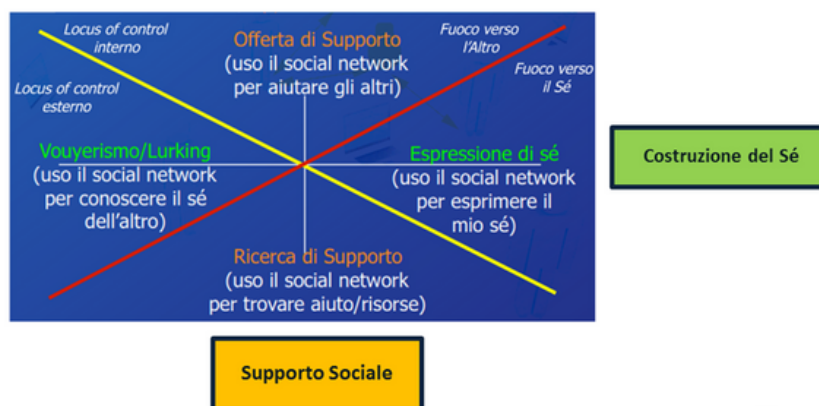 Locus of control
interno
Offerta di Supporto
(uso il social network
per aiutare gli altri)
Fuoco verso
l'Altro
Fuoco verso
il Sé
Locus of control
esterno
Vouyerismo/Lurking
(uso il social network
per conoscere il sé
dell'altro)
Espressione di sé
(uso il social network
per esprimere il
mio sé)
Costruzione del Sé
Ricerca di Supporto
(uso il social network
per trovare aiuto/risorse)
Supporto Sociale